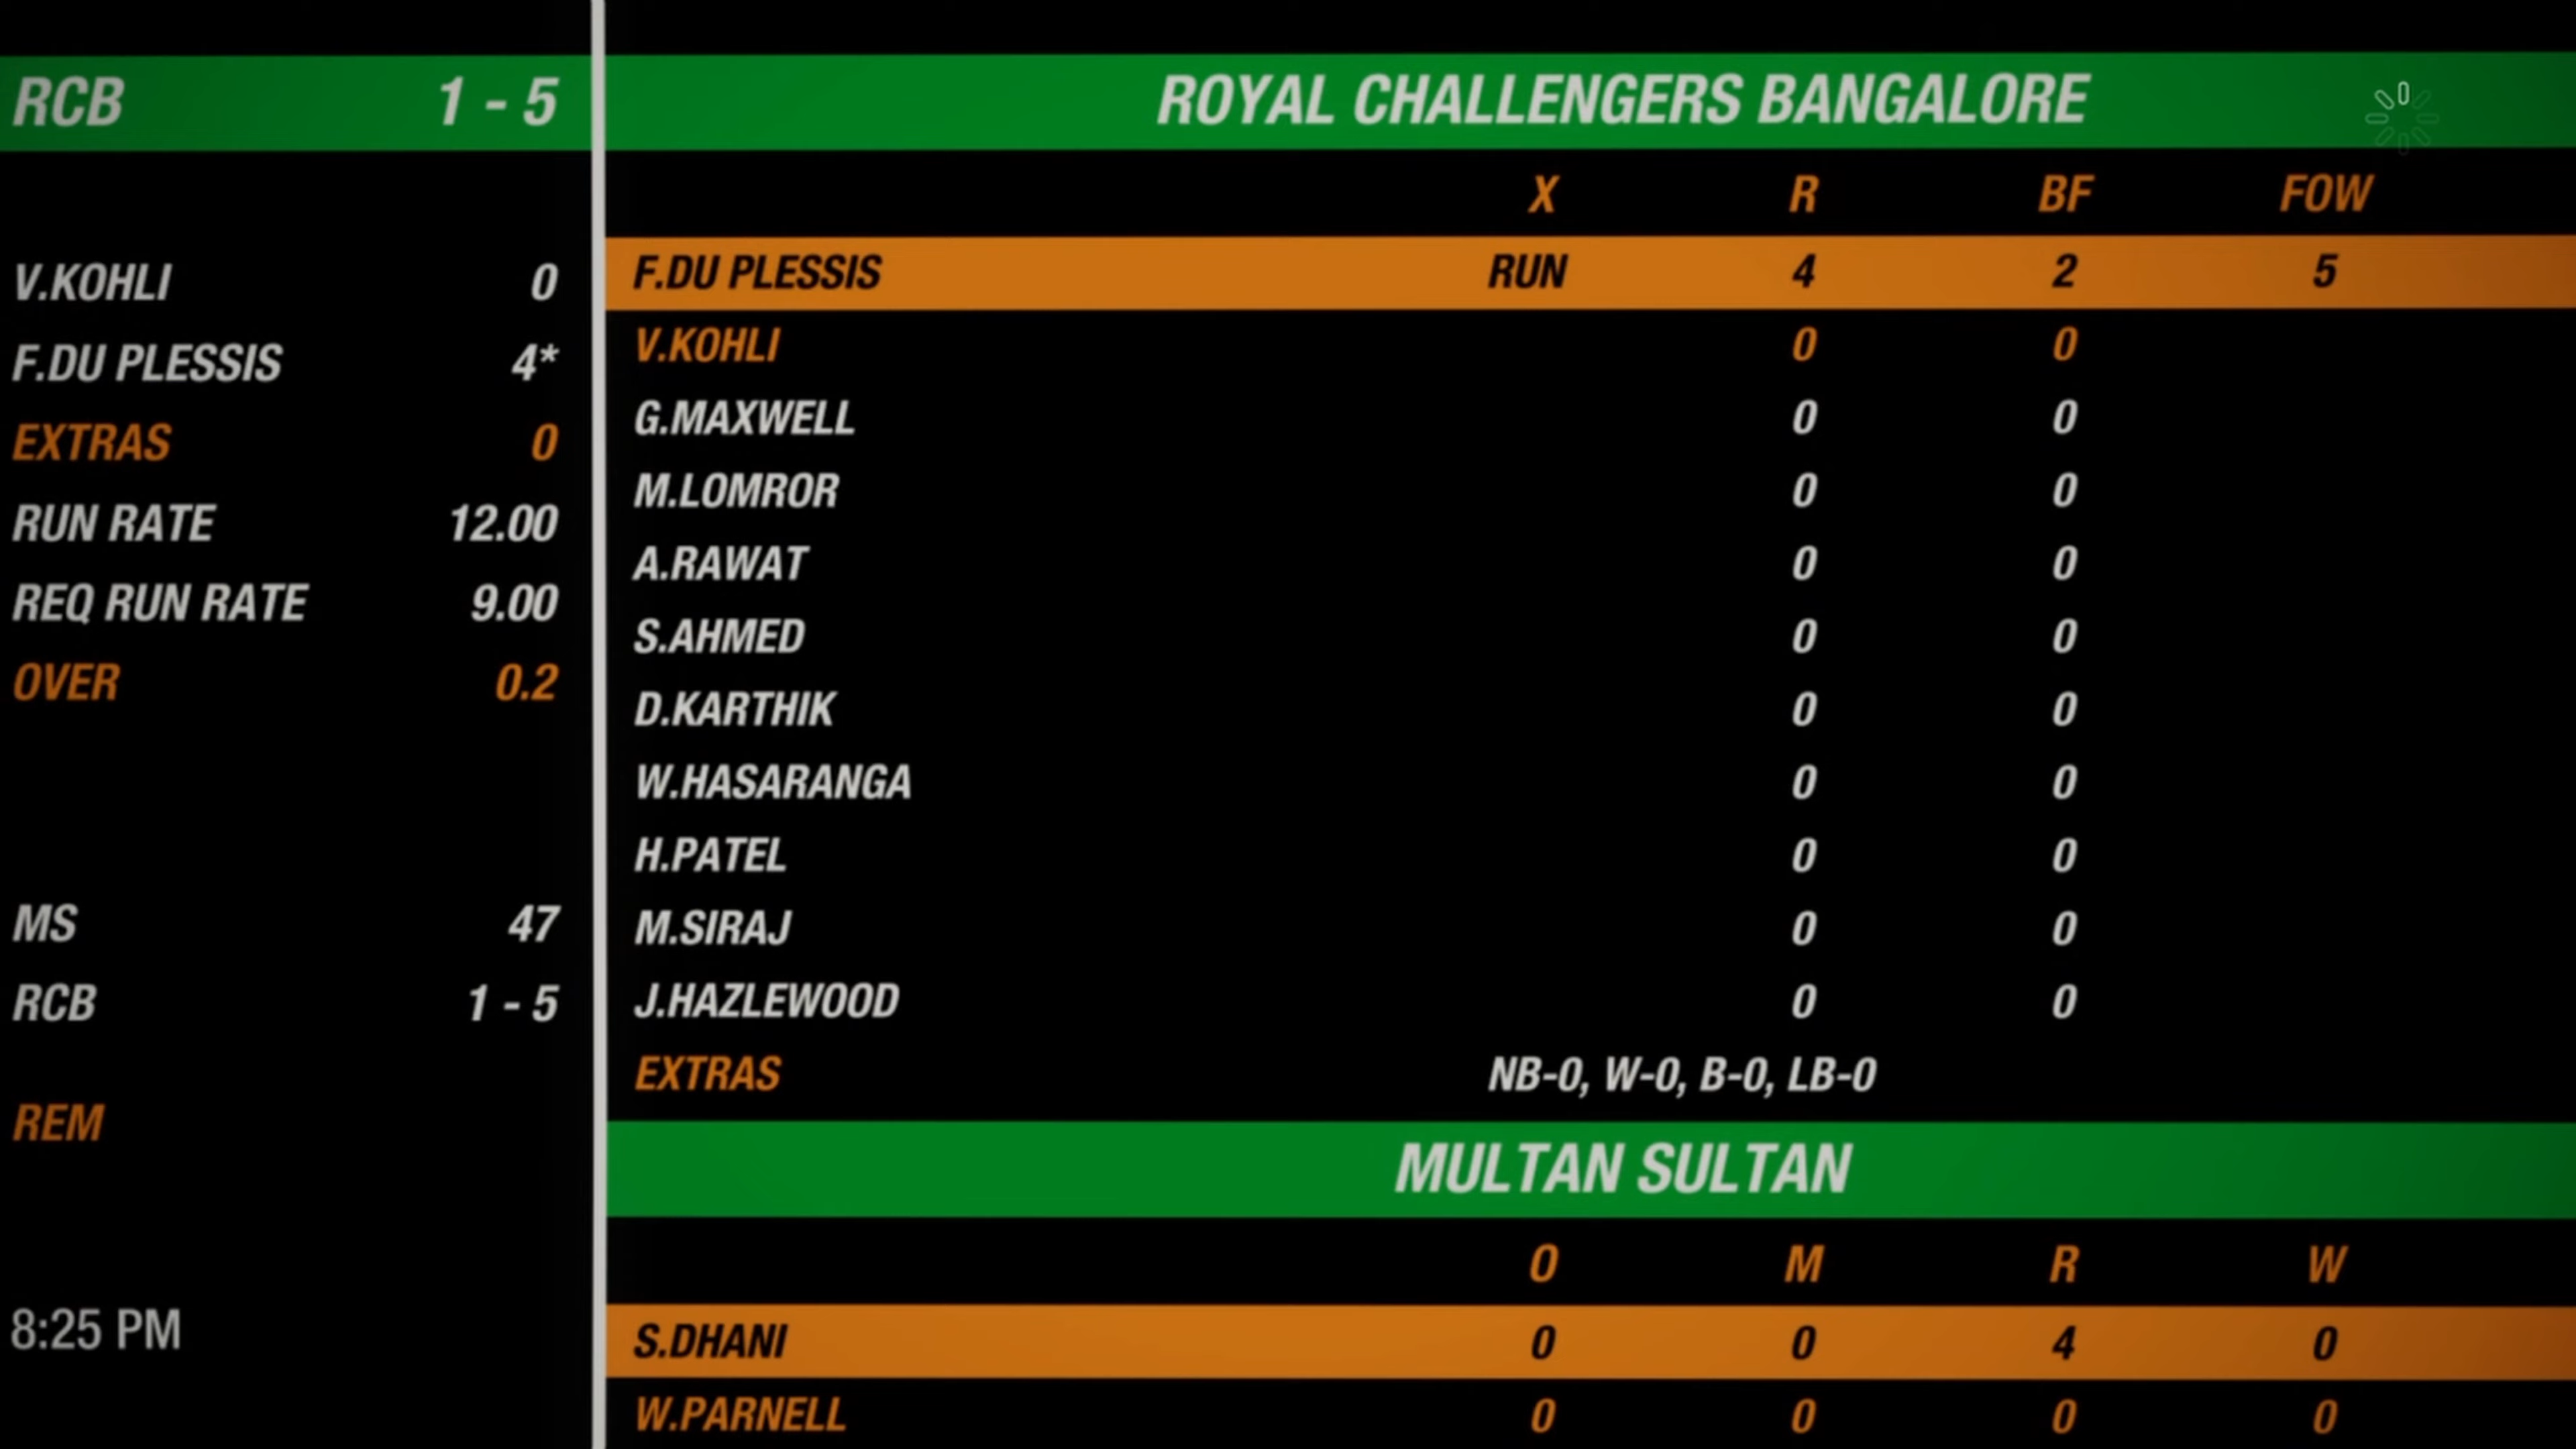 RCB 1 - 5
V.KOHLI 0
F.DU PLESSIS 4*
EXTRAS 0
RUN RATE 12.00
REQ RUN RATE 9.00
OVER 0.2
MS 47
RCB 1 - 5
REM
8:25 PM
ROYAL CHALLENGERS BANGALORE
X R BF FOW
F.DU PLESSIS RUN 4 2 5
V.KOHLI 0 0
G.MAXWELL 0 0
M.LOMROR 0 0
A.RAWAT 0 0
S.AHMED 0 0
D.KARTHIK 0 0
W.HASARANGA 0 0
H.PATEL 0 0
M.SIRAJ 0 0
J.HAZLEWOOD 0 0
EXTRAS NB-0, W-0, B-0, LB-0
MULTAN SULTAN
O M R W
S.DHANI 0 0 4 0
W.PARNELL 0 0 0 0